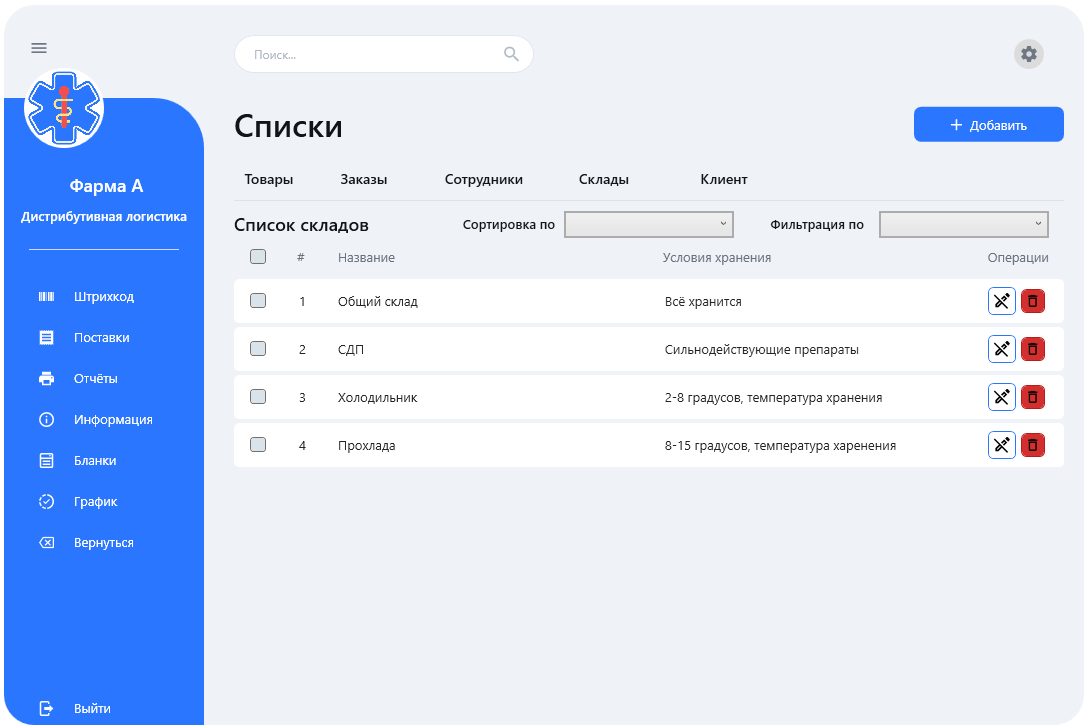 Поиск...
Списки
+ Добавить
Фарма А
Дистрибутивная логистика
Товары Заказы Сотрудники Склады Клиент
Список складов Сортировка по Фильтрация по
# Название Условия хранения Операции
1 Общий склад Всё хранится
2 СДП Сильнодействующие препараты
3 Холодильник 2-8 градусов, температура хранения
4 Прохлада 8-15 градусов, температура харенения
Штрихкод
Поставки
Отчёты
Информация
Бланки
График
Вернуться
Выйти